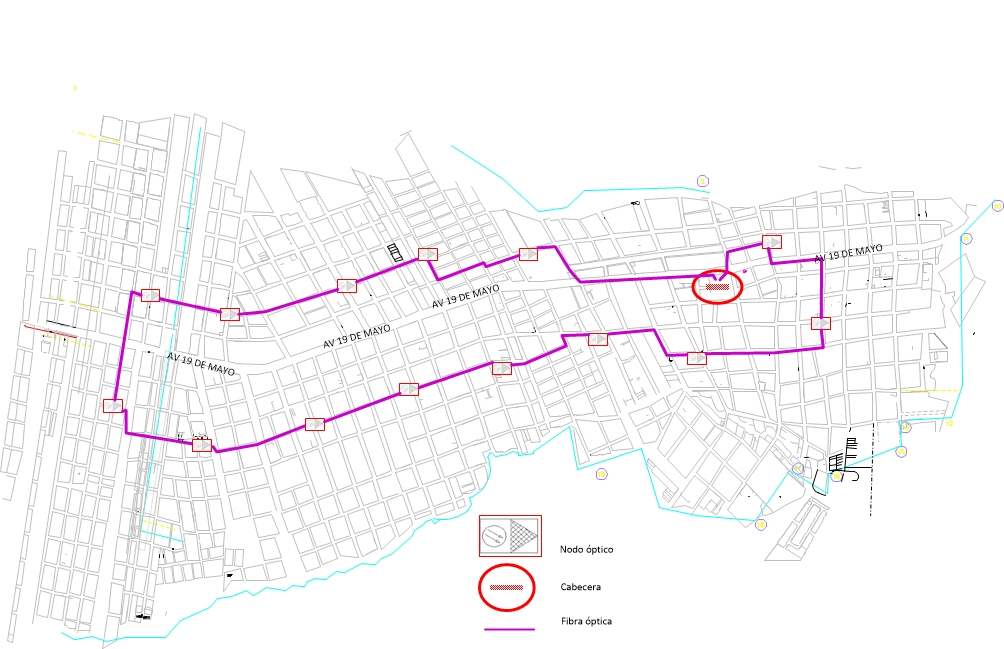 AV 19 DE MAYO
AV 19 DE MAYO
AV 19 DE MAYO
AV 19 DE MAYO
Nodo óptico
Cabecera
Fibra óptica